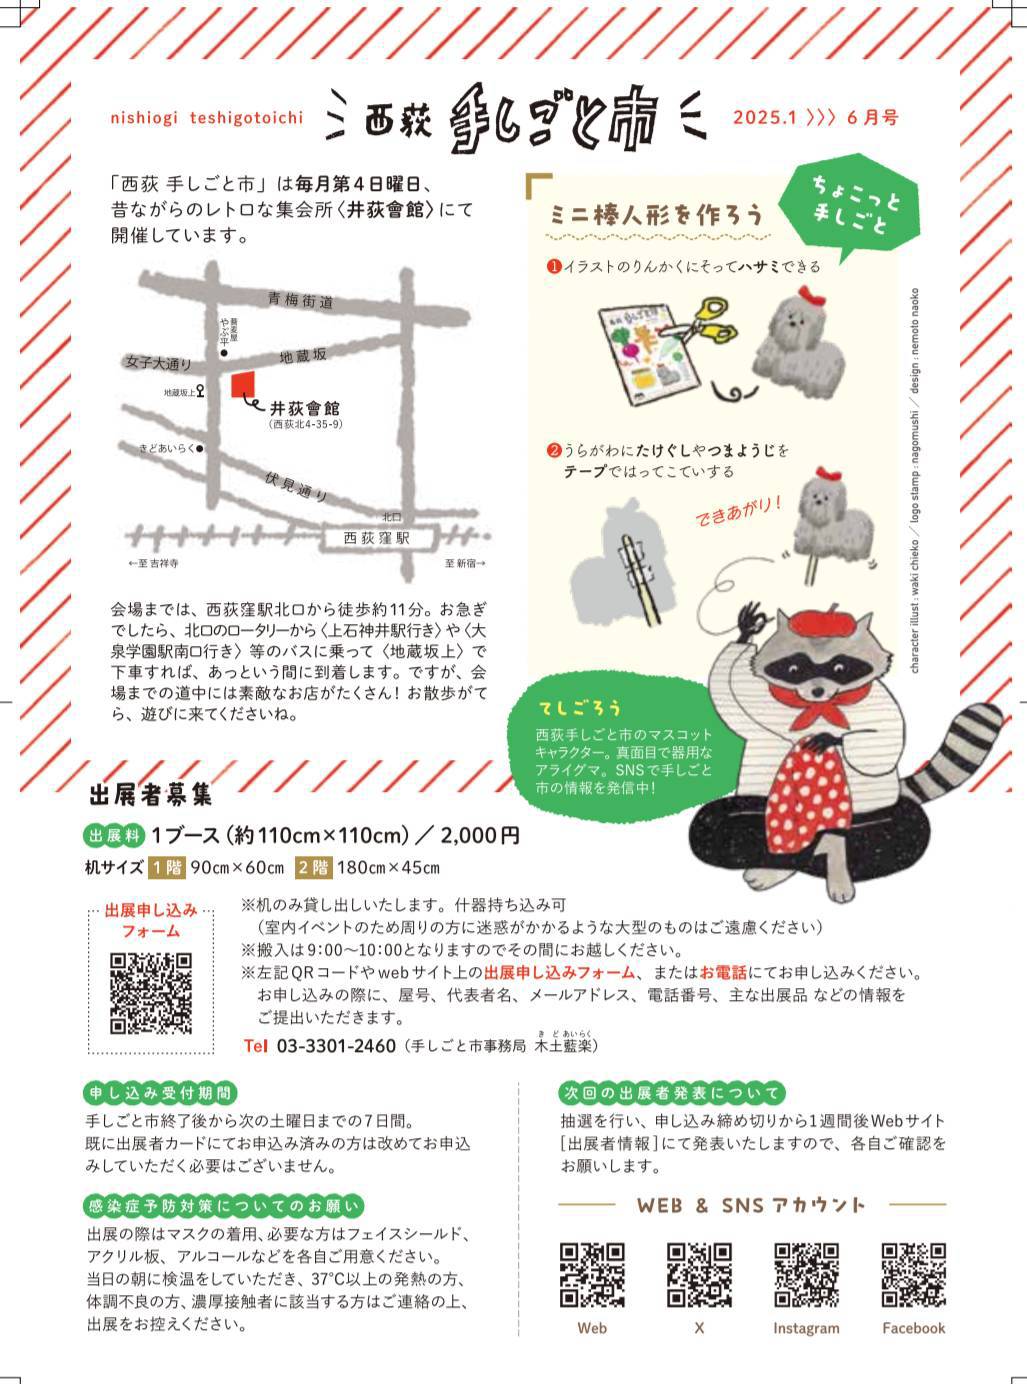 nishiogi teshigotoichi
西荻 手しごと市
2025.1 〉〉〉 6月号
「西荻 手しごと市」は毎月第4日曜日、
昔ながらのレトロな集会所〈井荻會館〉にて
開催しています。
青梅街道
蕎麦屋
やぶ平
女子大通り
地蔵坂
地蔵坂上
井荻會館
(西荻北4-35-9)
きどあいらく
伏見通り
北口
西荻窪駅
←至 吉祥寺
至 新宿→
会場までは、西荻窪駅北口から徒歩約11分。お急ぎ
でしたら、北口のロータリーから〈上石神井駅行き〉や〈大
泉学園駅南口行き〉等のバスに乗って〈地蔵坂上〉で
下車すれば、あっという間に到着します。ですが、会
場までの道中には素敵なお店がたくさん！お散歩がて
ら、遊びに来てくださいね。
ちょこっと
手しごと
ミニ棒人形を作ろう
❶イラストのりんかくにそってハサミできる
❷うらがわにたけぐしやつまようじを
テープではってこていする
できあがり！
character illust : waki chieko ／ logo stamp : nagomushi ／ design : nemoto naoko
てしごろう
西荻手しごと市のマスコット
キャラクター。真面目で器用な
アライグマ。SNSで手しごと
市の情報を発信中！
出展者募集
出展料 1ブース（約110cm×110cm）／ 2,000円
机サイズ 1階 90cm×60cm 2階 180cm×45cm
出展申し込み
フォーム
※机のみ貸し出しいたします。什器持ち込み可
（室内イベントのため周りの方に迷惑がかかるような大型のものはご遠慮ください）
※搬入は9：00〜10：00となりますのでその間にお越しください。
※左記QRコードやwebサイト上の出展申し込みフォーム、またはお電話にてお申し込みください。
お申し込みの際に、屋号、代表者名、メールアドレス、電話番号、主な出展品 などの情報を
ご提出いただきます。
Tel 03-3301-2460（手しごと市事務局 木土藍楽）
き ど あいらく
申し込み受付期間
手しごと市終了後から次の土曜日までの7日間。
既に出展者カードにてお申込み済みの方は改めてお申込
みしていただく必要はございません。
感染症予防対策についてのお願い
出展の際はマスクの着用、必要な方はフェイスシールド、
アクリル板、アルコールなどを各自ご用意ください。
当日の朝に検温をしていただき、37℃以上の発熱の方、
体調不良の方、濃厚接触者に該当する方はご連絡の上、
出展をお控えください。
次回の出展者発表について
抽選を行い、申し込み締め切りから1週間後Webサイト
[出展者情報]にて発表いたしますので、各自ご確認を
お願いします。
WEB & SNS アカウント
Web
X
Instagram
Facebook